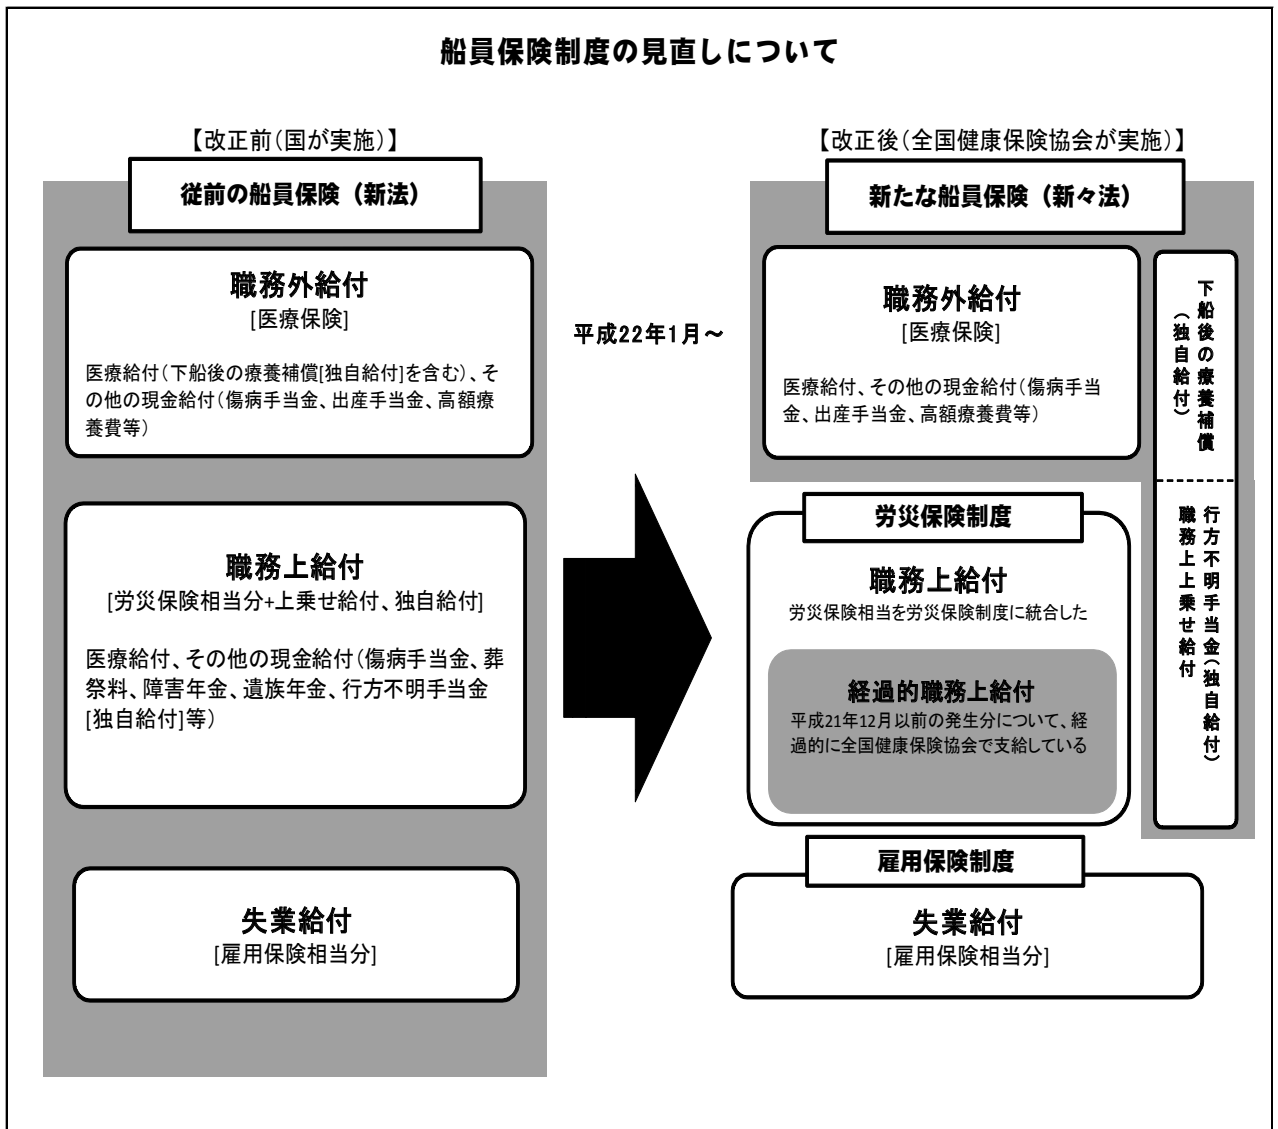 船員保険制度の見直しについて
【改正前(国が実施)】
従前の船員保険（新法）
職務外給付
[医療保険]
医療給付(下船後の療養補償[独自給付]を含む)、そ
の他の現金給付(傷病手当金、出産手当金、高額療
養費等)
職務上給付
[労災保険相当分+上乗せ給付、独自給付]
医療給付、その他の現金給付(傷病手当金、葬
祭料、障害年金、遺族年金、行方不明手当金
[独自給付]等)
失業給付
[雇用保険相当分]
平成22年1月～
【改正後(全国健康保険協会が実施)】
新たな船員保険（新々法）
職務外給付
[医療保険]
医療給付、その他の現金給付(傷病手当
金、出産手当金、高額療養費等)
下船後の療養補償
（独自給付）
労災保険制度
職務上給付
労災保険相当を労災保険制度に統合した
経過的職務上給付
平成21年12月以前の発生分について、経
過的に全国健康保険協会で支給している
行方不明手当金（独自給付）
職務上上乗せ給付
雇用保険制度
失業給付
[雇用保険相当分]